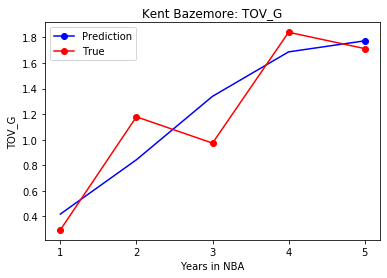 Kent Bazemore: TOV_G
Prediction
True
TOV_G
1.8
1.6
1.4
1.2
1.0
0.8
0.6
0.4
1 2 3 4 5
Years in NBA